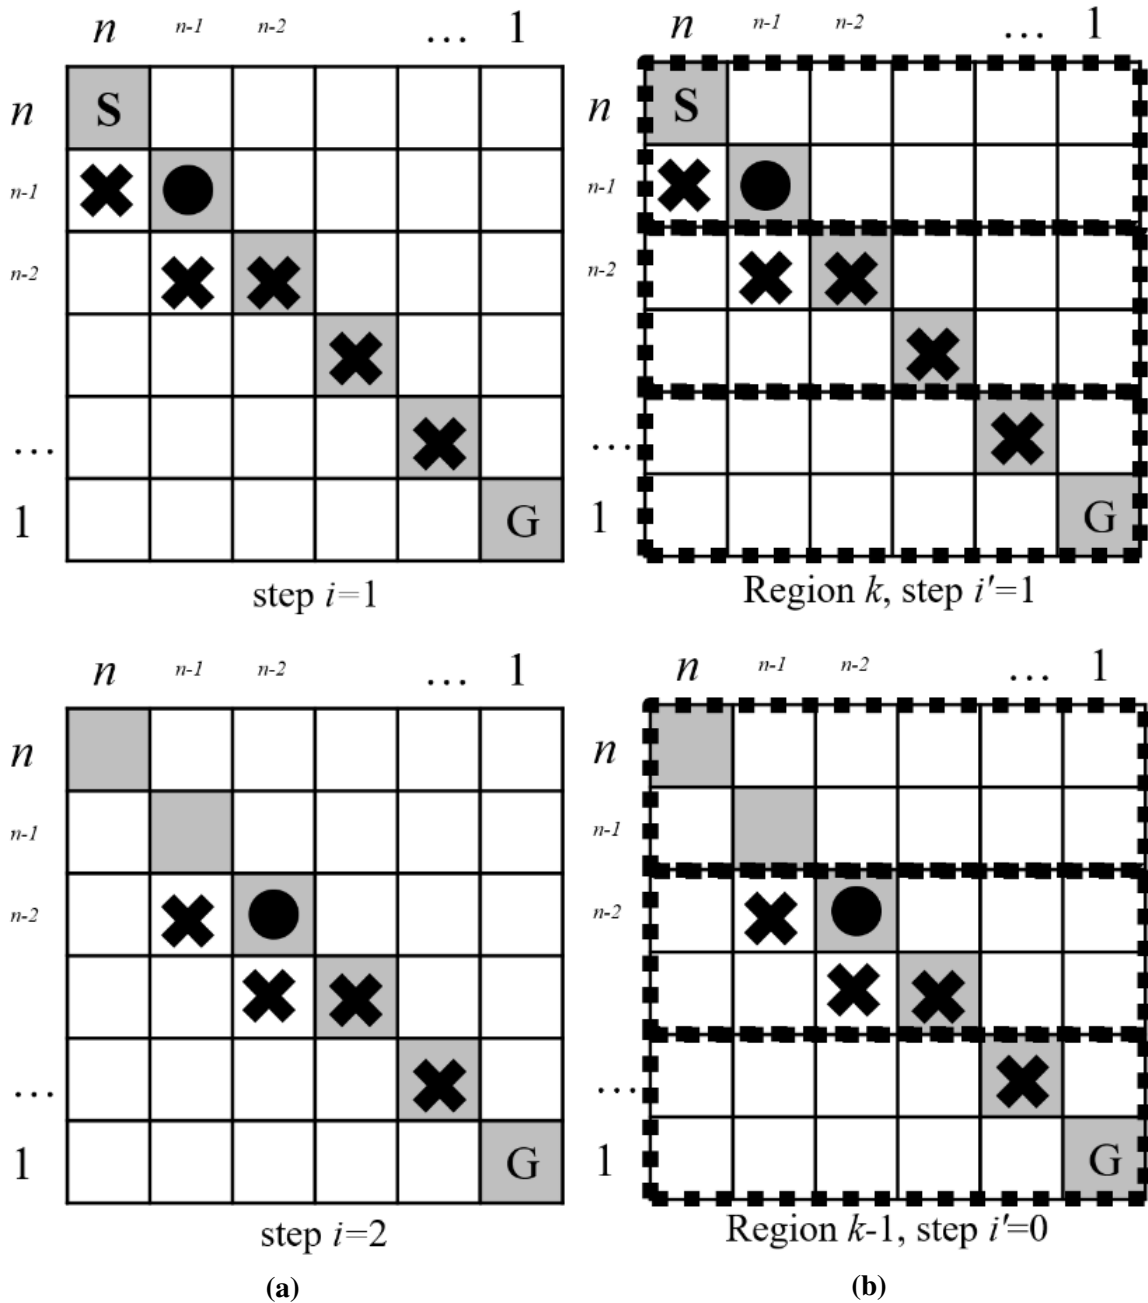 n n-1 n-2 … 1
n S
n-1
n-2
…
1 G
step i=1
n n-1 n-2 … 1
n S
n-1
n-2
…
1 G
Region k, step i'=1
n n-1 n-2 … 1
n
n-1
n-2
…
1 G
step i=2
(a)
n n-1 n-2 … 1
n
n-1
n-2
…
1 G
Region k-1, step i'=0
(b)